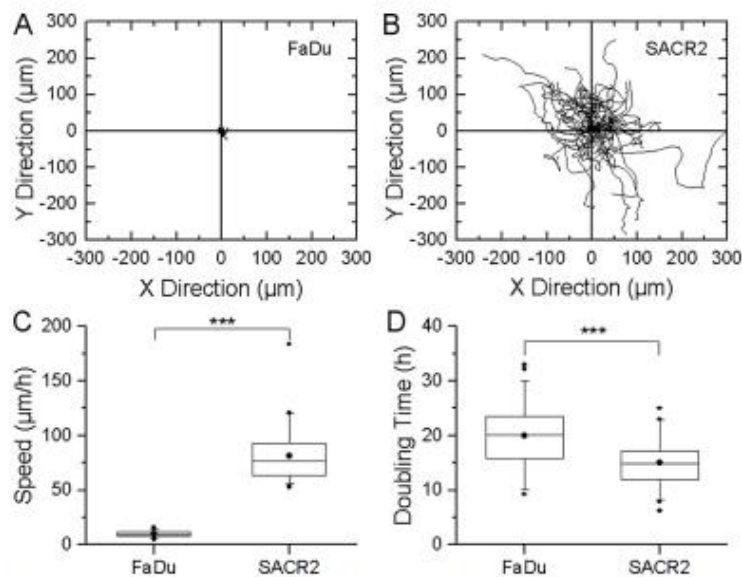 A
FaDu
300
200
100
0
-100
-200
-300
Y Direction (µm)
-300 -200 -100 0 100 200 300
X Direction (µm)
B
SACR2
300
200
100
0
-100
-200
-300
Y Direction (µm)
-300 -200 -100 0 100 200 300
X Direction (µm)
C
***
200
150
100
50
0
Speed (µm/h)
FaDu SACR2
D
***
40
30
20
10
0
Doubling Time (h)
FaDu SACR2